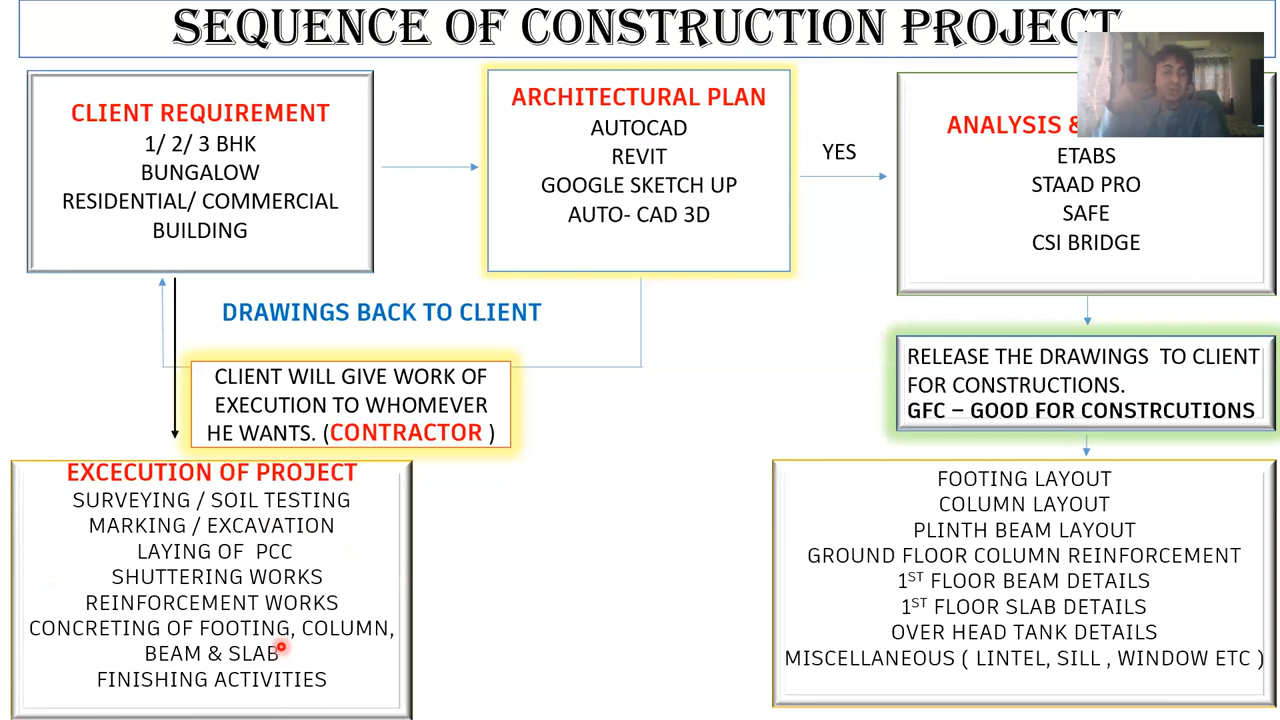 SEQUENCE OF CONSTRUCTION PROJECT
CLIENT REQUIREMENT
1/ 2/ 3 BHK
BUNGALOW
RESIDENTIAL/ COMMERCIAL
BUILDING
ARCHITECTURAL PLAN
AUTOCAD
REVIT
GOOGLE SKETCH UP
AUTO- CAD 3D
YES
ANALYSIS &
ETABS
STAAD PRO
SAFE
CSI BRIDGE
DRAWINGS BACK TO CLIENT
CLIENT WILL GIVE WORK OF
EXECUTION TO WHOMEVER
HE WANTS. (CONTRACTOR )
RELEASE THE DRAWINGS TO CLIENT
FOR CONSTRUCTIONS.
GFC – GOOD FOR CONSTRCUTIONS
EXCECUTION OF PROJECT
SURVEYING / SOIL TESTING
MARKING / EXCAVATION
LAYING OF PCC
SHUTTERING WORKS
REINFORCEMENT WORKS
CONCRETING OF FOOTING, COLUMN,
BEAM & SLAB
FINISHING ACTIVITIES
FOOTING LAYOUT
COLUMN LAYOUT
PLINTH BEAM LAYOUT
GROUND FLOOR COLUMN REINFORCEMENT
1ST FLOOR BEAM DETAILS
1ST FLOOR SLAB DETAILS
OVER HEAD TANK DETAILS
MISCELLANEOUS ( LINTEL, SILL , WINDOW ETC )